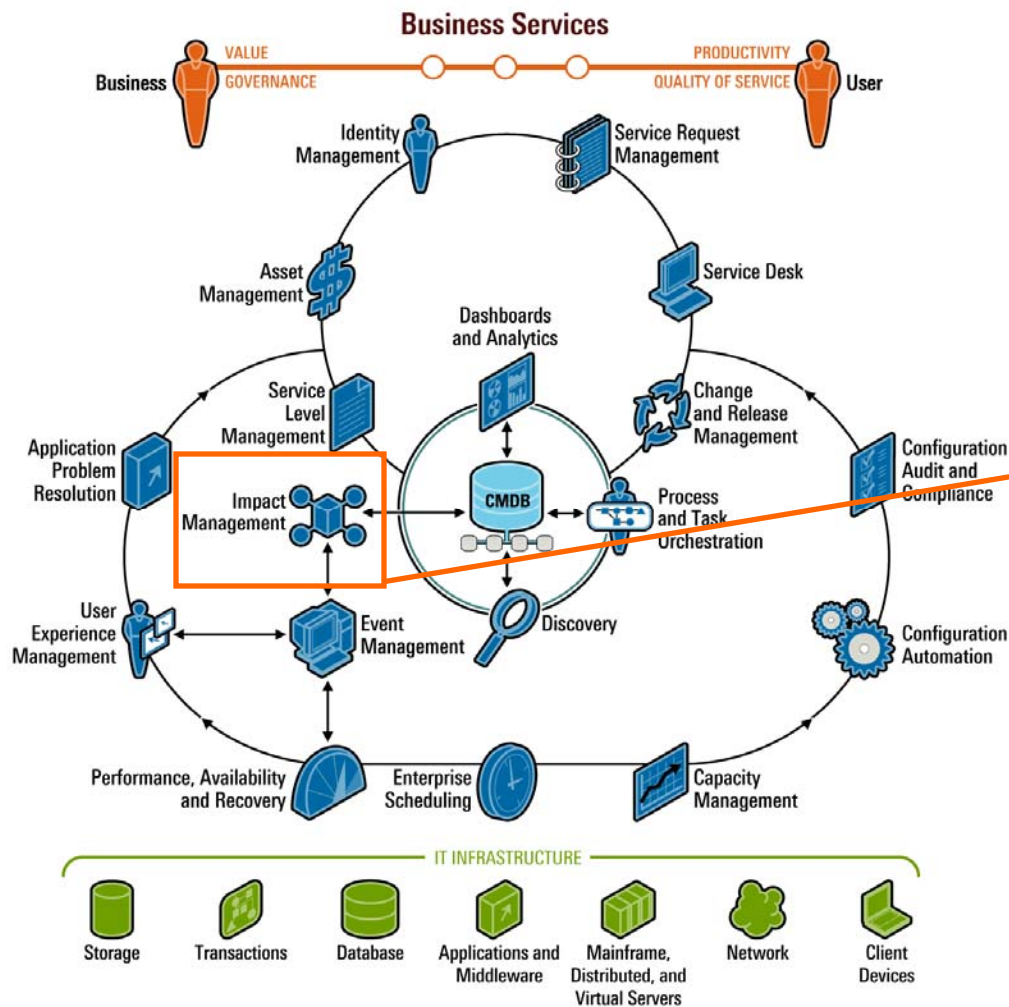 Business Services
VALUE
PRODUCTIVITY
Business
User
GOVERNANCE
QUALITY OF SERVICE
Identity
Management
Service Request
Management
Asset
Management
Service Desk
Dashboards
and Analytics
Service
Level
Management
Change
and Release
Management
Application
Problem
Resolution
Configuration
Audit and
Compliance
Impact
Management
CMDB
Process
and Task
Orchestration
User
Experience
Management
Event
Management
Discovery
Configuration
Automation
Performance, Availability
and Recovery
Enterprise
Scheduling
Capacity
Management
IT INFRASTRUCTURE
Storage
Transactions
Database
Applications and
Middleware
Mainframe,
Distributed, and
Virtual Servers
Network
Client
Devices